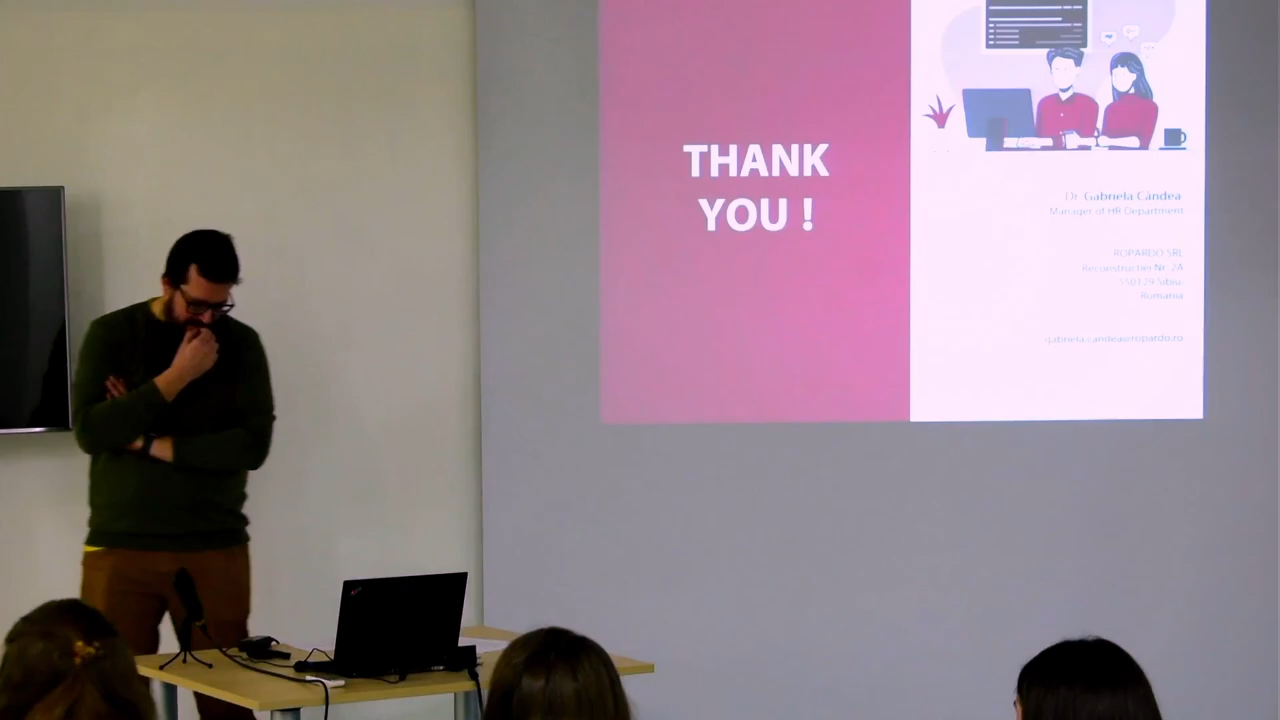 THANK
YOU !
Dr. Gabriela Cândea
Manager of HR Department
ROPARDO SRL
Reconstructiei Nr. 2A
550129 Sibiu
Romania
gabriela.candea@ropardo.ro